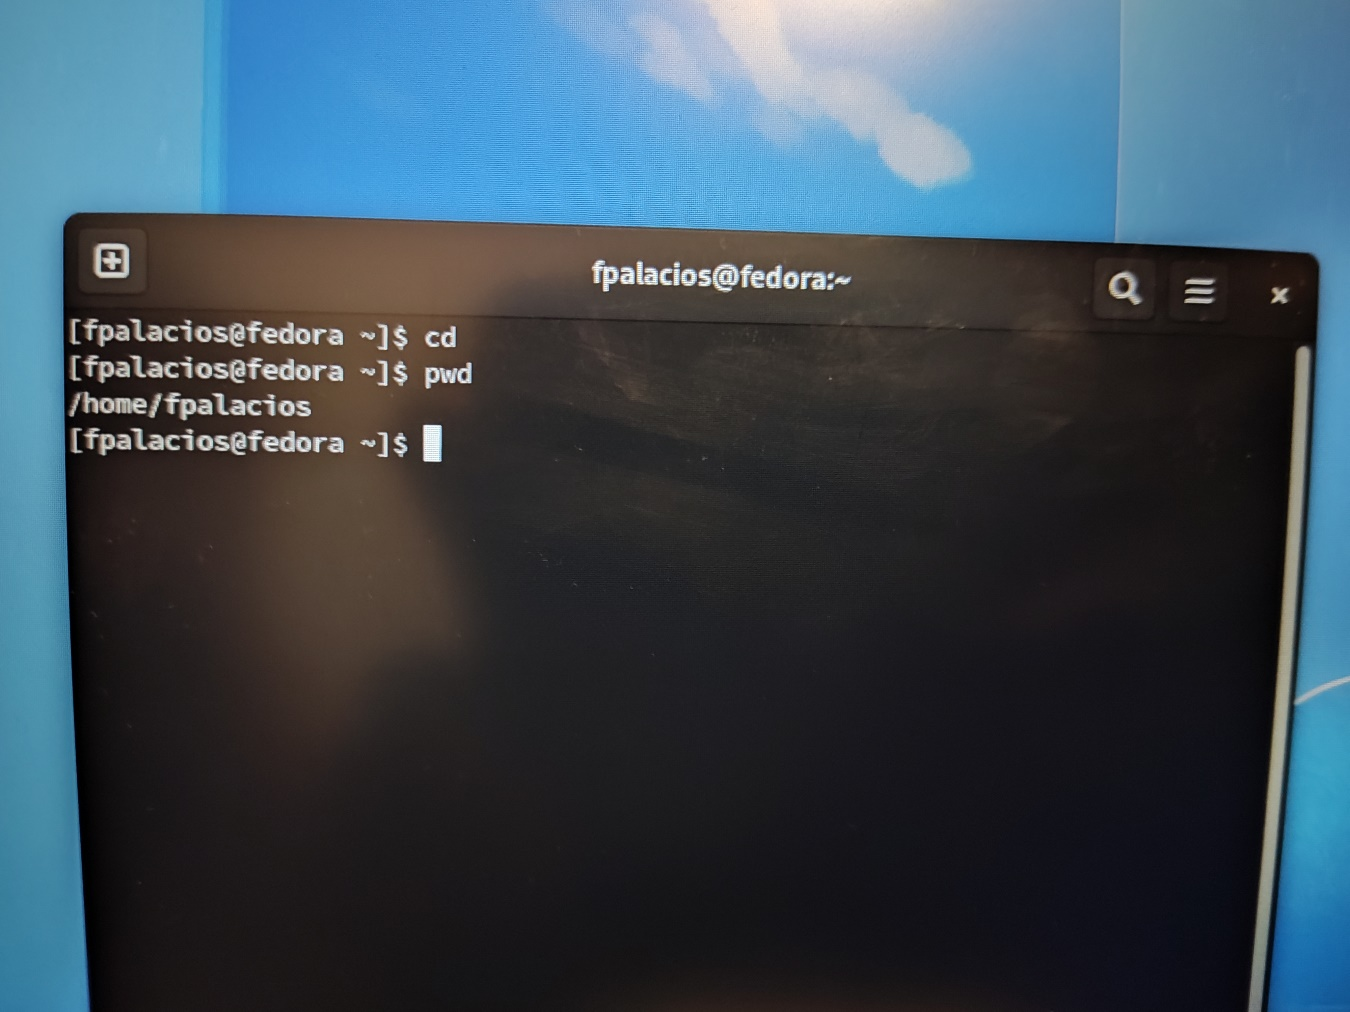 fpalacios@fedora:~
[fpalacios@fedora ~]$ cd
[fpalacios@fedora ~]$ pwd
/home/fpalacios
[fpalacios@fedora ~]$